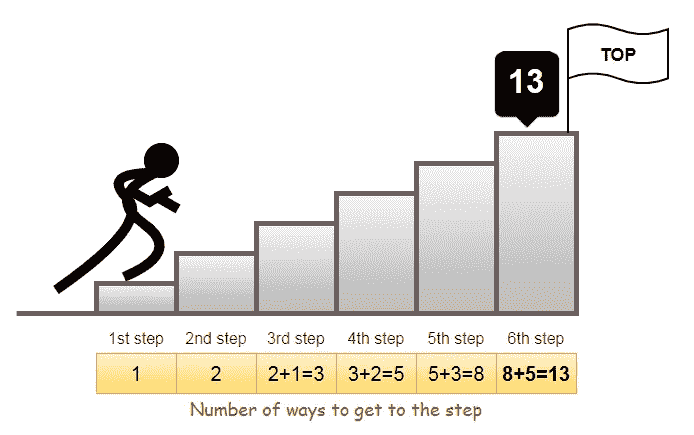 TOP
13
1st step 2nd step 3rd step 4th step 5th step 6th step
1 2 2+1=3 3+2=5 5+3=8 8+5=13
Number of ways to get to the step